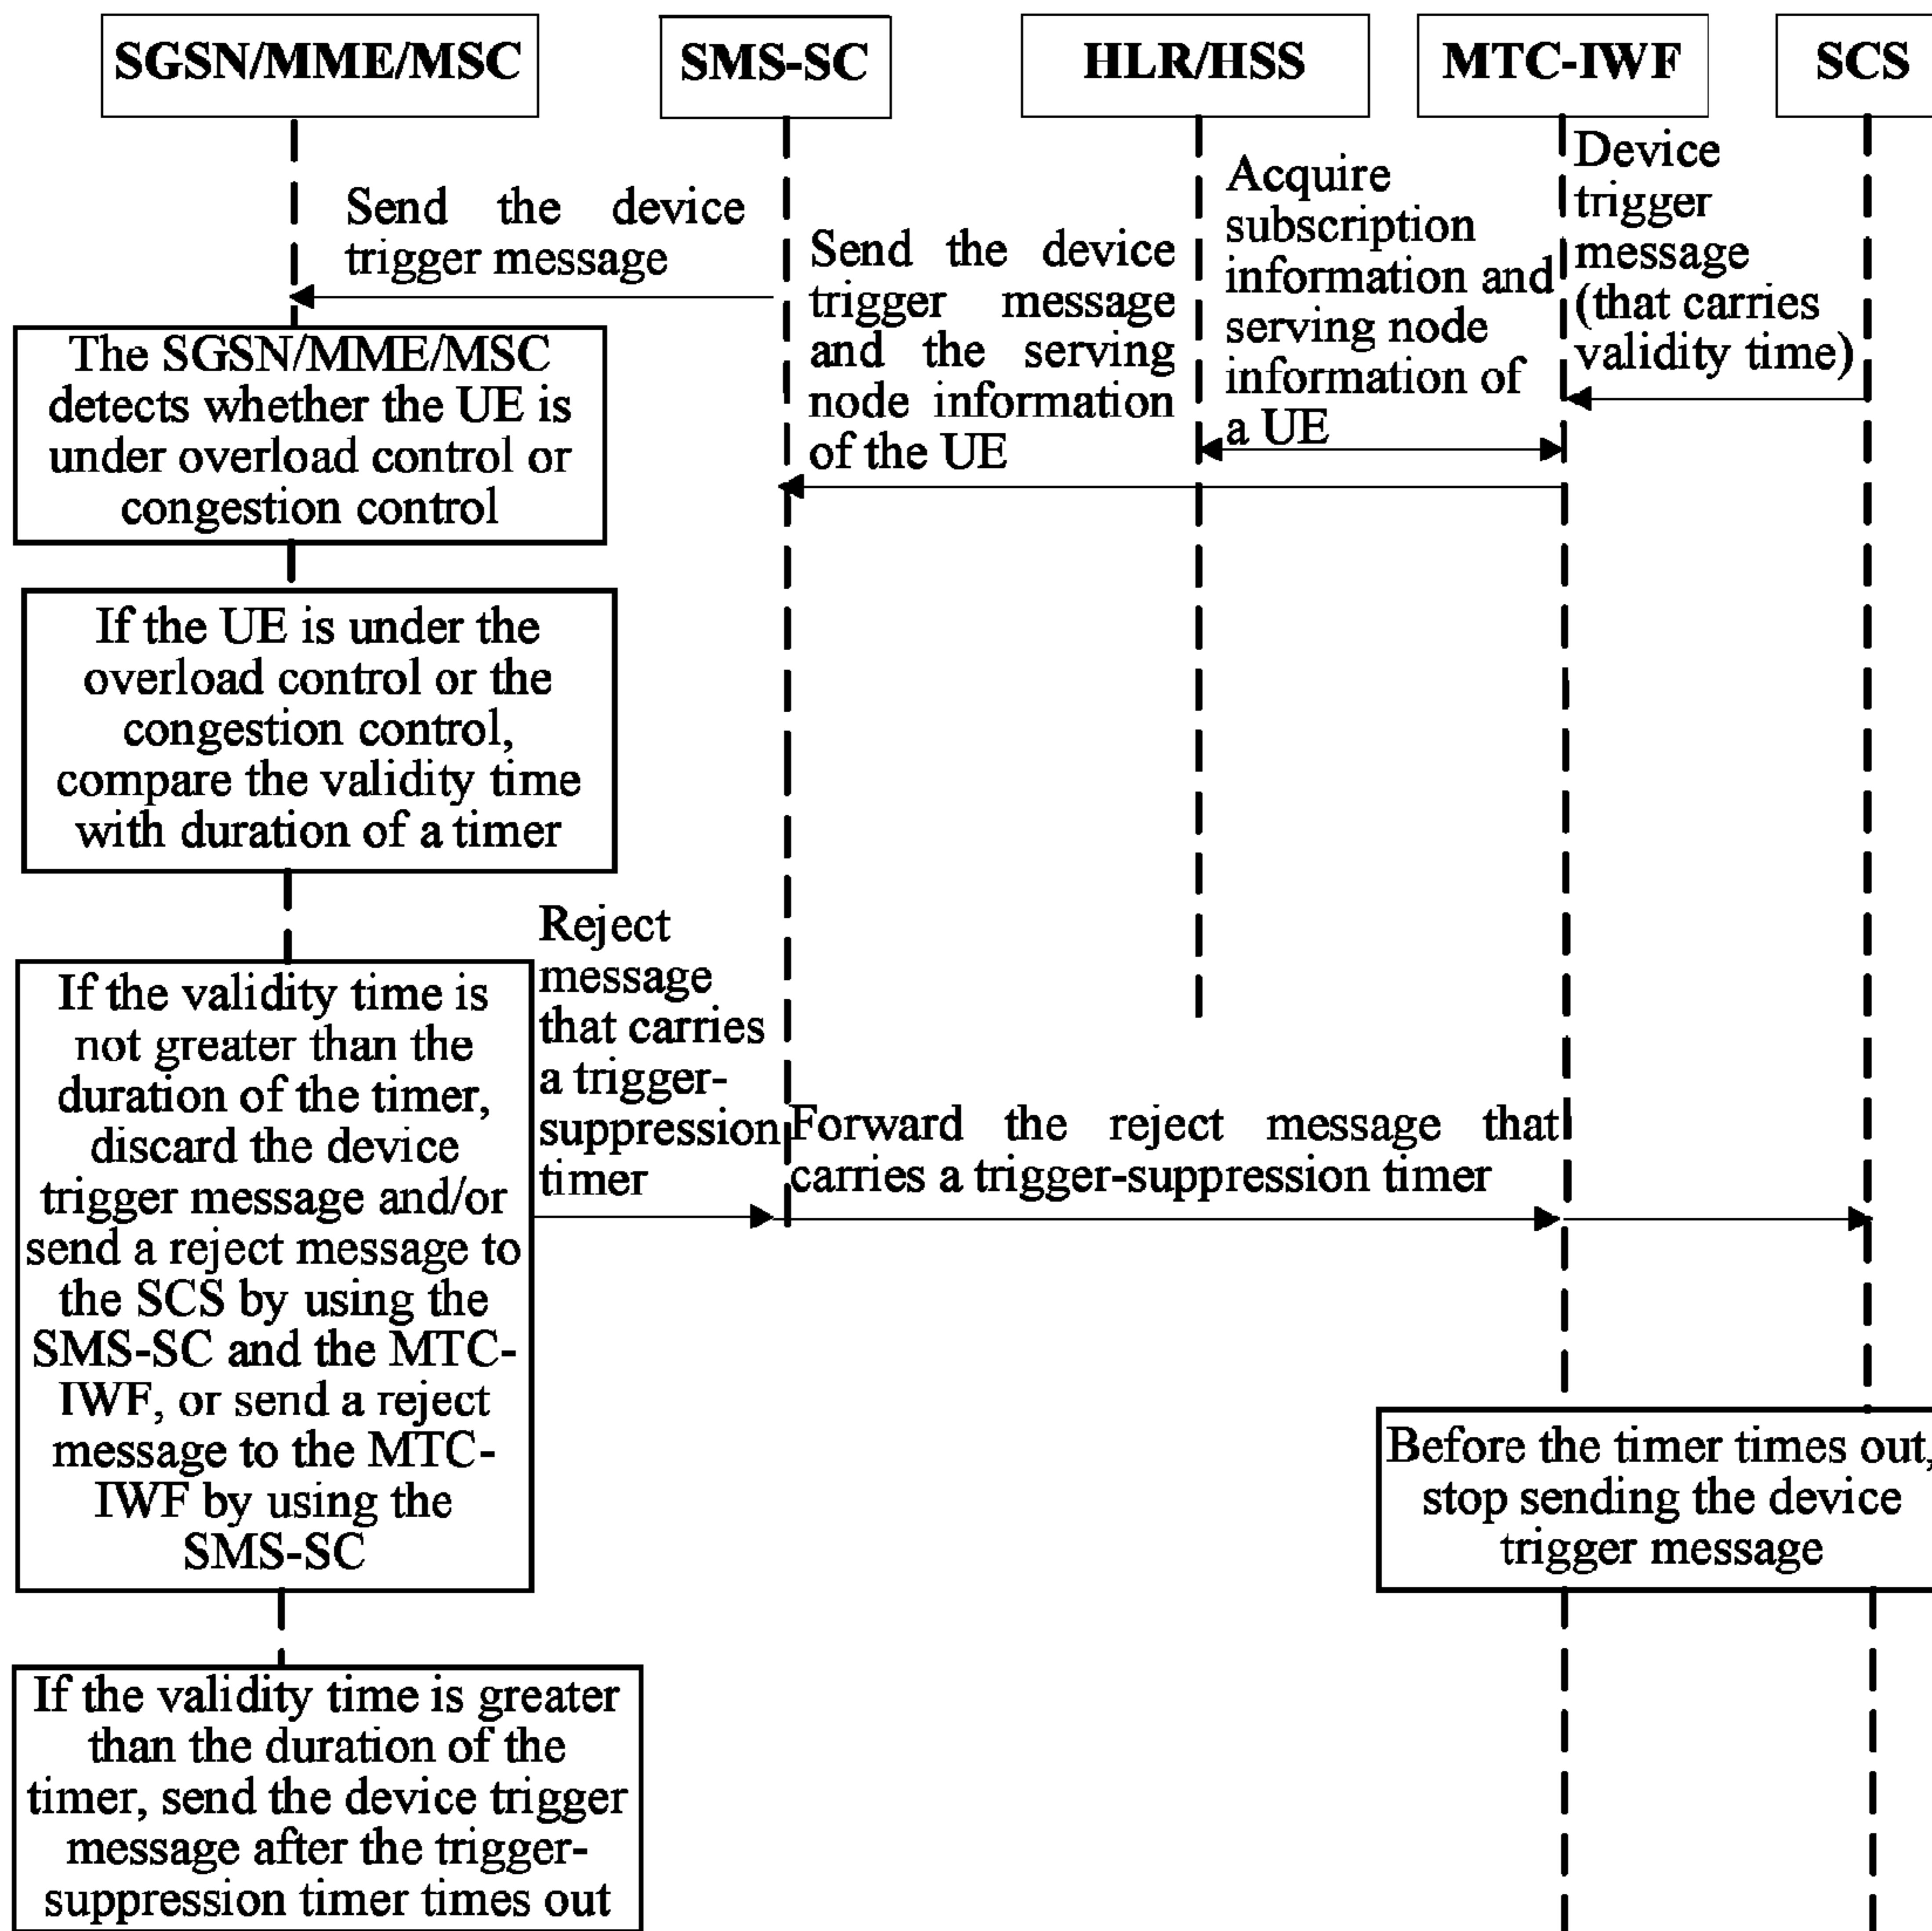 SGSN/MME/MSC
SMS-SC
HLR/HSS
MTC-IWF
SCS
Device
trigger
message
(that carries
validity time)
Acquire
subscription
information and
serving node
information of
a UE
Send the device
trigger message
and the serving
node information
of the UE
Send the device
trigger message
The SGSN/MME/MSC
detects whether the UE is
under overload control or
congestion control
If the UE is under the
overload control or the
congestion control,
compare the validity time
with duration of a timer
If the validity time is
not greater than the
duration of the timer,
discard the device
trigger message and/or
send a reject message to
the SCS by using the
SMS-SC and the MTC-
IWF, or send a reject
message to the MTC-
IWF by using the
SMS-SC
Reject
message
that carries
a trigger-
suppression
timer
Forward the reject message that
carries a trigger-suppression timer
Before the timer times out,
stop sending the device
trigger message
If the validity time is greater
than the duration of the
timer, send the device trigger
message after the trigger-
suppression timer times out